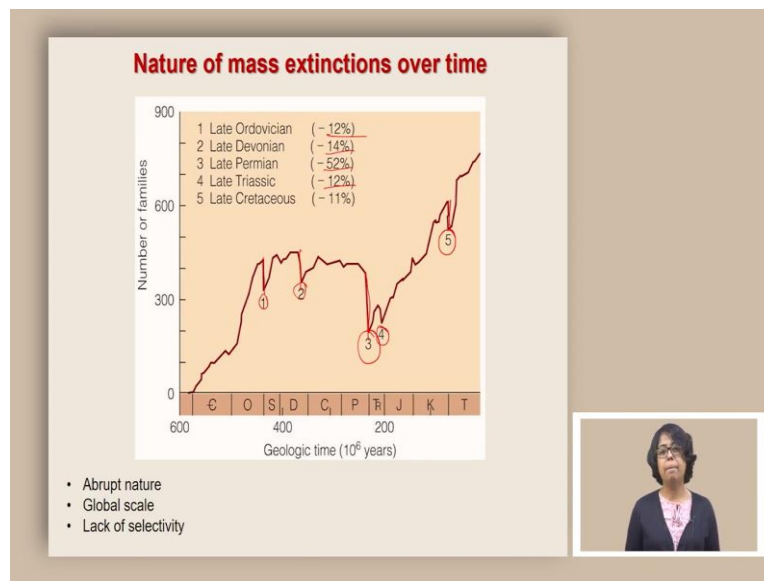 Nature of mass extinctions over time
900
1 Late Ordovician (−12%)
2 Late Devonian (−14%)
3 Late Permian (−52%)
4 Late Triassic (−12%)
5 Late Cretaceous (−11%)
Number or families
600
300
0
1
2
3
4
5
Є O S D C P Ћ J K T
600 400 200
Geologic time (10⁶ years)
• Abrupt nature
• Global scale
• Lack of selectivity